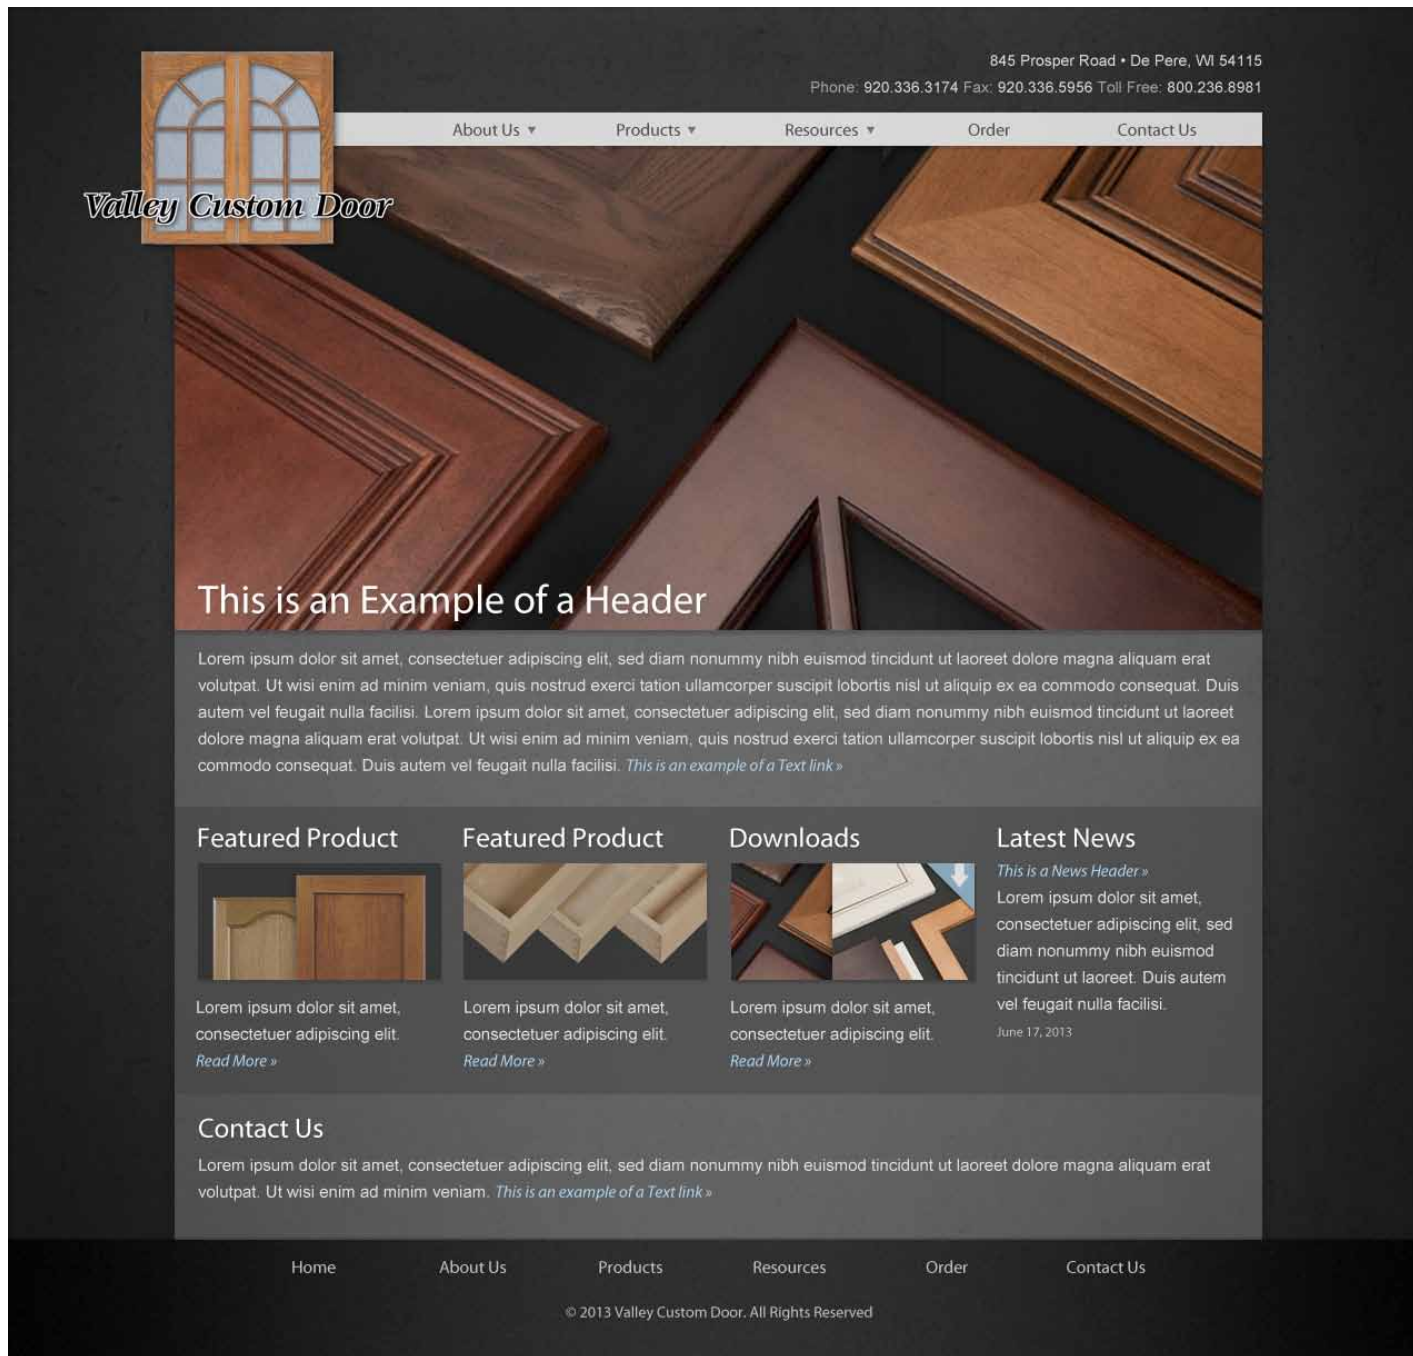 845 Prosper Road • De Pere, WI 54115
Phone: 920.336.3174 Fax: 920.336.5956 Toll Free: 800.236.8981
About Us ▼ Products ▼ Resources ▼ Order Contact Us
Valley Custom Door
This is an Example of a Header
Lorem ipsum dolor sit amet, consectetuer adipiscing elit, sed diam nonummy nibh euismod tincidunt ut laoreet dolore magna aliquam erat
volutpat. Ut wisi enim ad minim veniam, quis nostrud exerci tation ullamcorper suscipit lobortis nisl ut aliquip ex ea commodo consequat. Duis
autem vel feugait nulla facilisi. Lorem ipsum dolor sit amet, consectetuer adipiscing elit, sed diam nonummy nibh euismod tincidunt ut laoreet
dolore magna aliquam erat volutpat. Ut wisi enim ad minim veniam, quis nostrud exerci tation ullamcorper suscipit lobortis nisl ut aliquip ex ea
commodo consequat. Duis autem vel feugait nulla facilisi. This is an example of a Text link »
Featured Product
Lorem ipsum dolor sit amet,
consectetuer adipiscing elit.
Read More »
Featured Product
Lorem ipsum dolor sit amet,
consectetuer adipiscing elit.
Read More »
Downloads
Lorem ipsum dolor sit amet,
consectetuer adipiscing elit.
Read More »
Latest News
This is a News Header »
Lorem ipsum dolor sit amet,
consectetuer adipiscing elit, sed
diam nonummy nibh euismod
tincidunt ut laoreet. Duis autem
vel feugait nulla facilisi.
June 17, 2013
Contact Us
Lorem ipsum dolor sit amet, consectetuer adipiscing elit, sed diam nonummy nibh euismod tincidunt ut laoreet dolore magna aliquam erat
volutpat. Ut wisi enim ad minim veniam. This is an example of a Text link »
Home About Us Products Resources Order Contact Us
© 2013 Valley Custom Door. All Rights Reserved